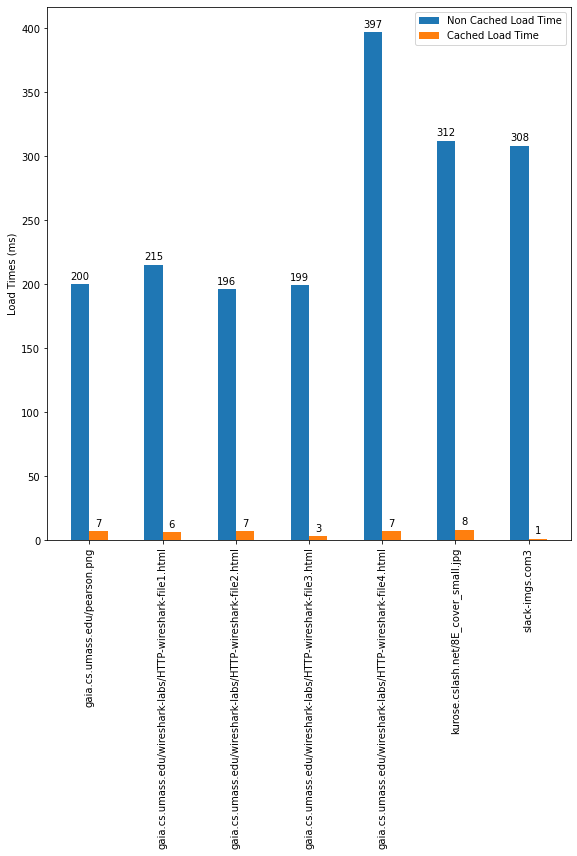 Non Cached Load Time
Cached Load Time
Load Times (ms)
400
350
300
250
200
150
100
50
0
200
7
215
6
196
7
199
3
397
7
312
8
308
1
gaia.cs.umass.edu/pearson.png
gaia.cs.umass.edu/wireshark-labs/HTTP-wireshark-file1.html
gaia.cs.umass.edu/wireshark-labs/HTTP-wireshark-file2.html
gaia.cs.umass.edu/wireshark-labs/HTTP-wireshark-file3.html
gaia.cs.umass.edu/wireshark-labs/HTTP-wireshark-file4.html
kurose.cslash.net/8E_cover_small.jpg
slack-imgs.com3